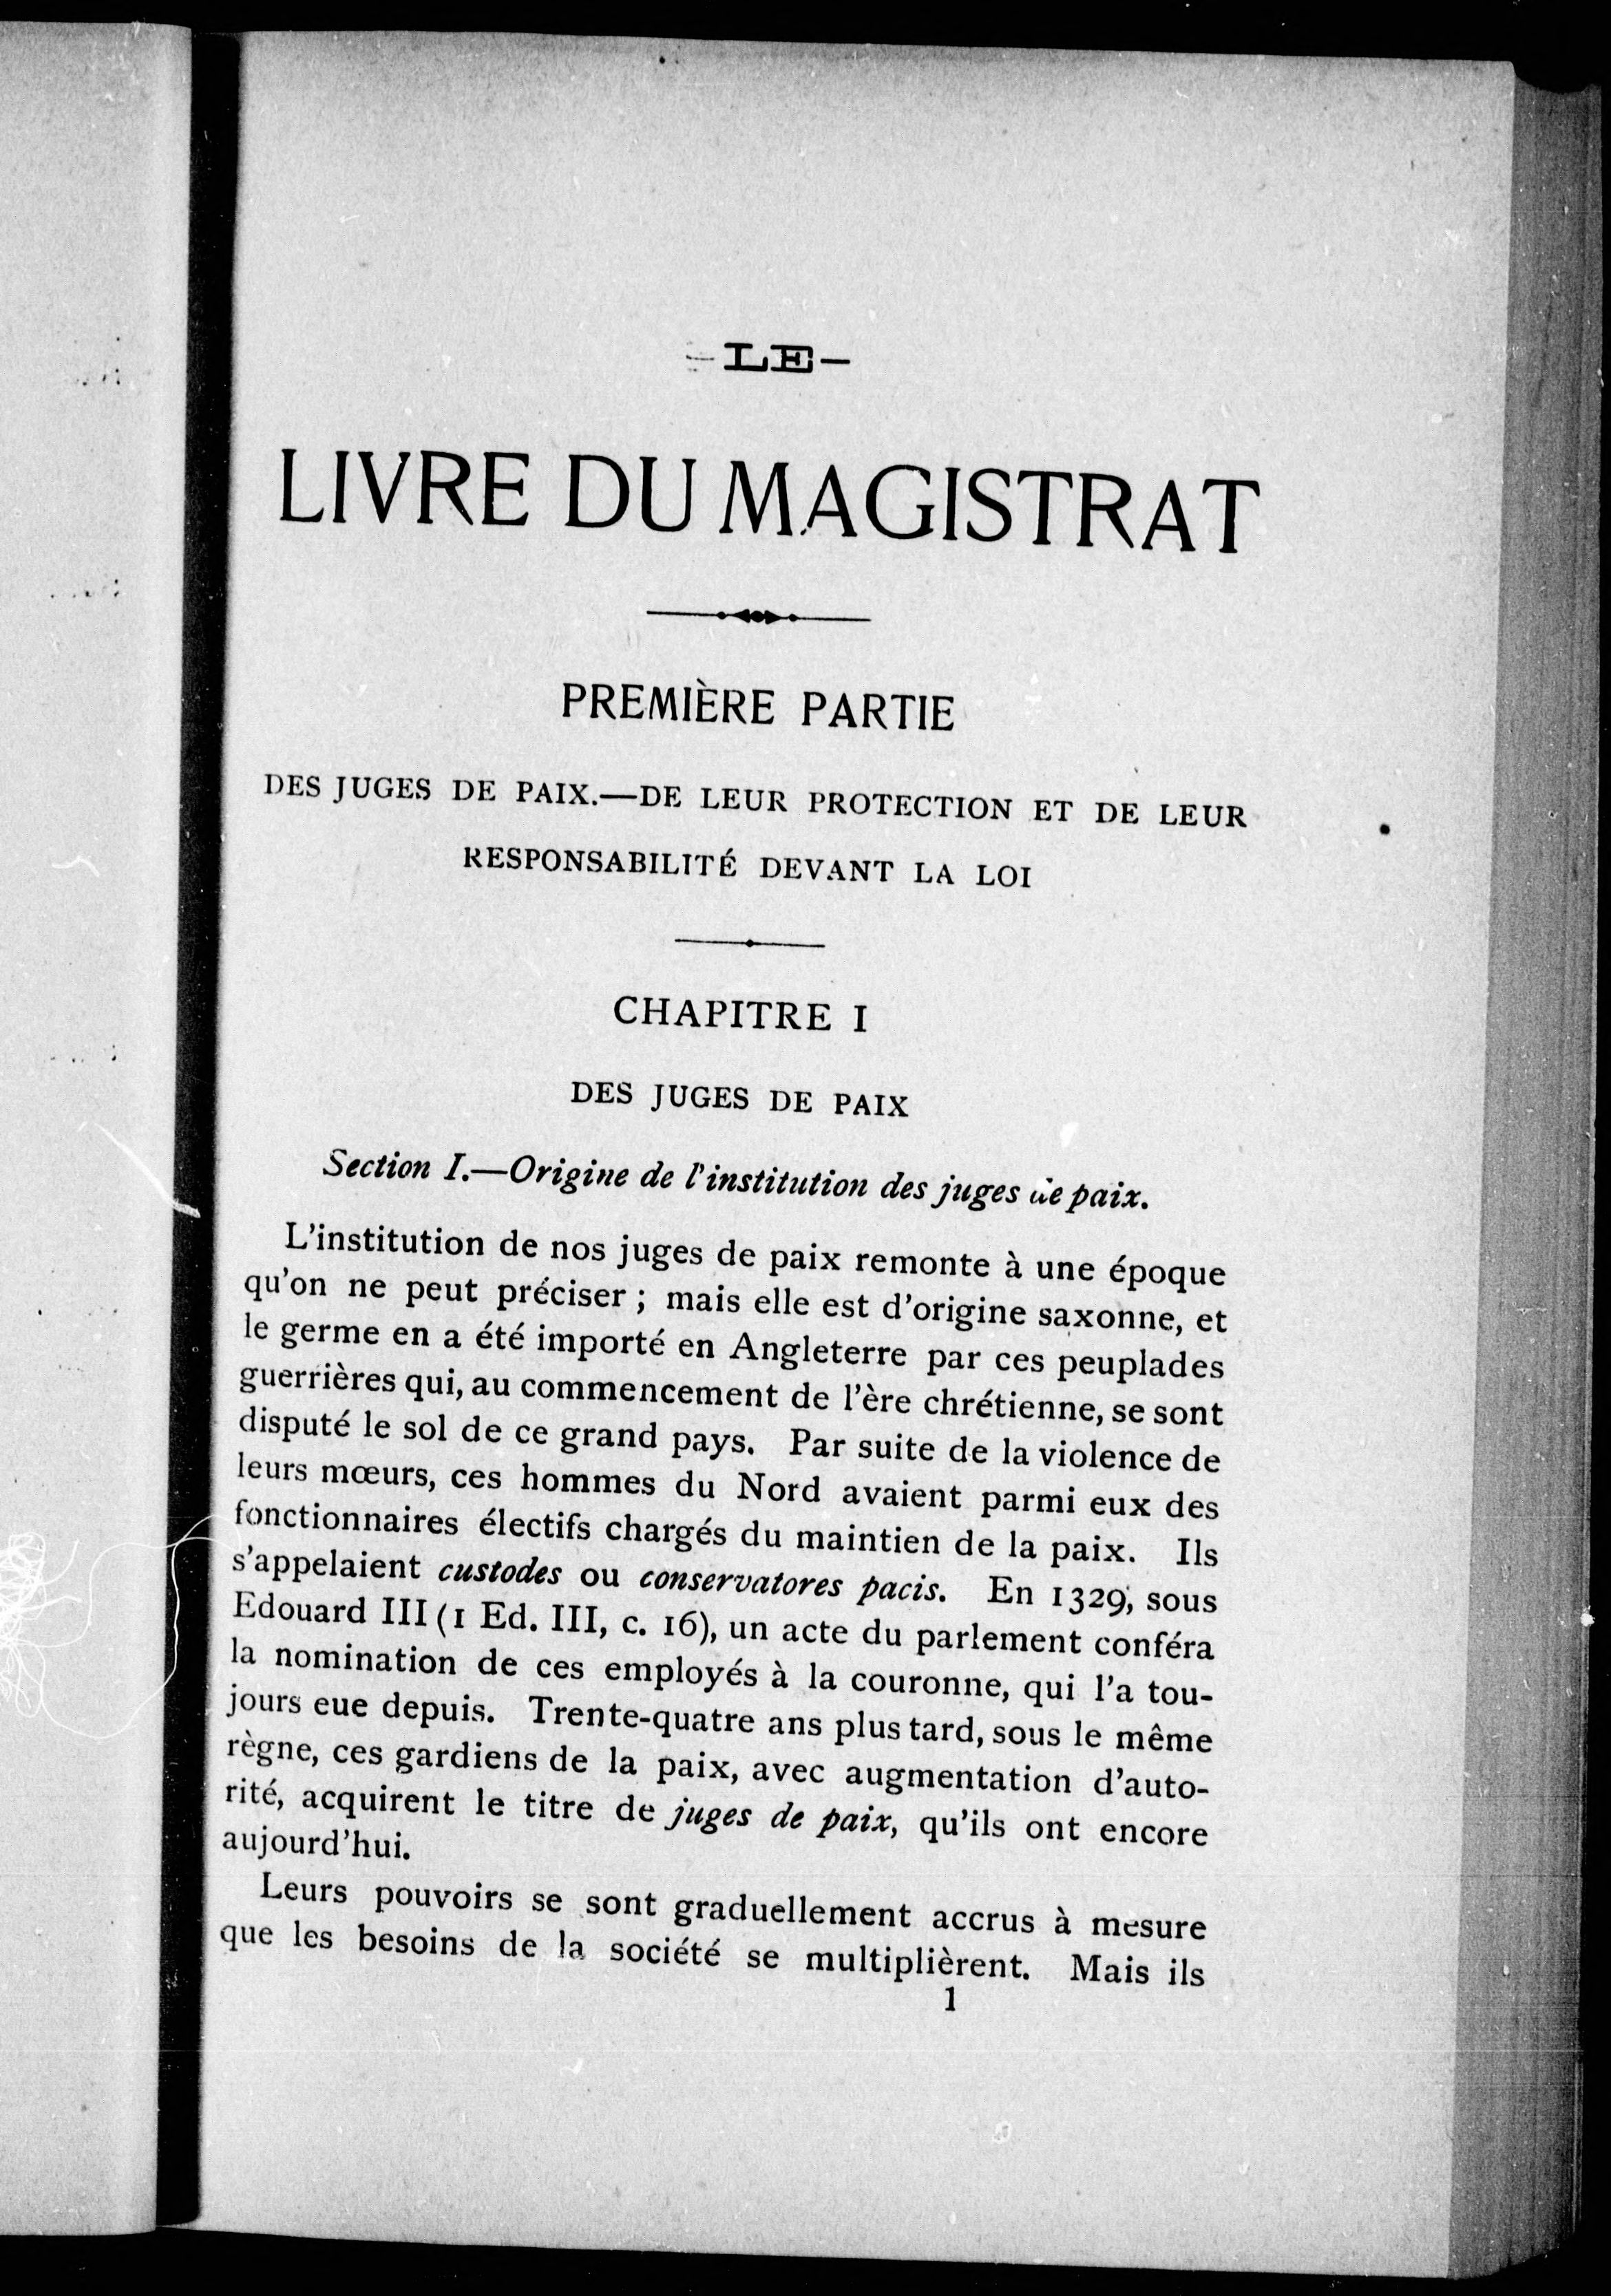 –LE–
LIVRE DU MAGISTRAT
PREMIÈRE PARTIE
DES JUGES DE PAIX.—DE LEUR PROTECTION ET DE LEUR
RESPONSABILITÉ DEVANT LA LOI
CHAPITRE I
DES JUGES DE PAIX
Section I.—Origine de l'institution des juges de paix.
L'institution de nos juges de paix remonte à une époque
qu'on ne peut préciser ; mais elle est d'origine saxonne, et
le germe en a été importé en Angleterre par ces peuplades
guerrières qui, au commencement de l'ère chrétienne, se sont
disputé le sol de ce grand pays. Par suite de la violence de
leurs mœurs, ces hommes du Nord avaient parmi eux des
fonctionnaires électifs chargés du maintien de la paix. Ils
s'appelaient custodes ou conservatores pacis. En 1329, sous
Edouard III (1 Ed. III, c. 16), un acte du parlement conféra
la nomination de ces employés à la couronne, qui l'a tou-
jours eue depuis. Trente-quatre ans plus tard, sous le même
règne, ces gardiens de la paix, avec augmentation d'auto-
rité, acquirent le titre de juges de paix, qu'ils ont encore
aujourd'hui.
Leurs pouvoirs se sont graduellement accrus à mesure
que les besoins de la société se multiplièrent. Mais ils
1